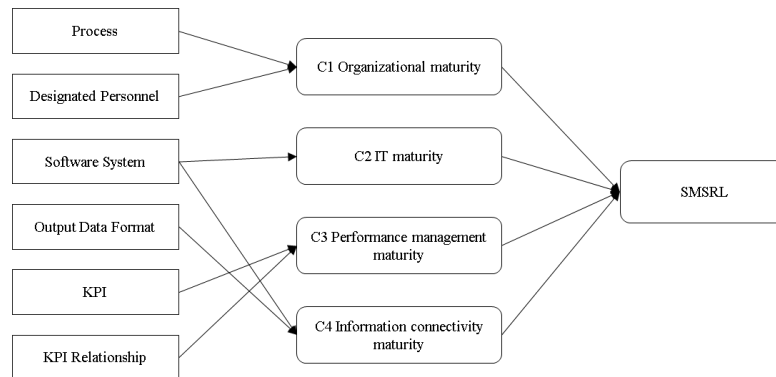 Process
Designated Personnel
Software System
Output Data Format
KPI
KPI Relationship
C1 Organizational maturity
C2 IT maturity
C3 Performance management
maturity
C4 Information connectivity
maturity
SMSRL